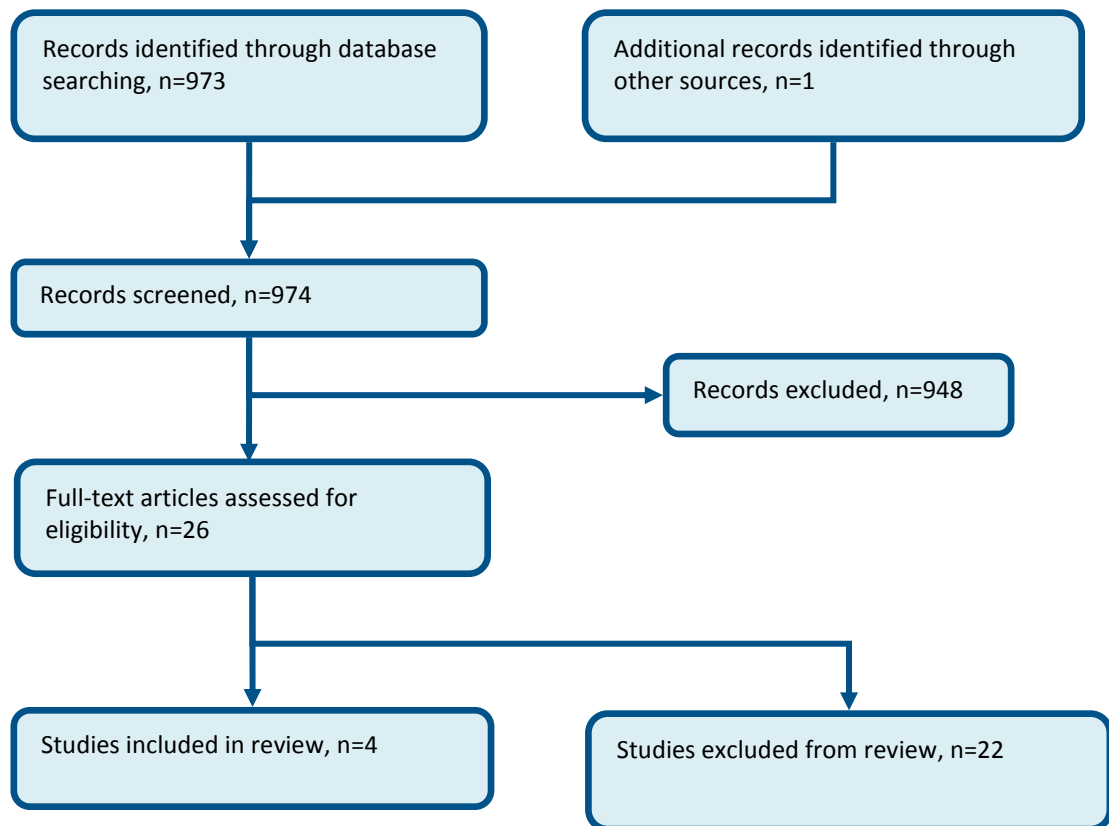 Records identified through database
searching, n=973
Additional records identified through
other sources, n=1
Records screened, n=974
Records excluded, n=948
Full-text articles assessed for
eligibility, n=26
Studies included in review, n=4
Studies excluded from review, n=22